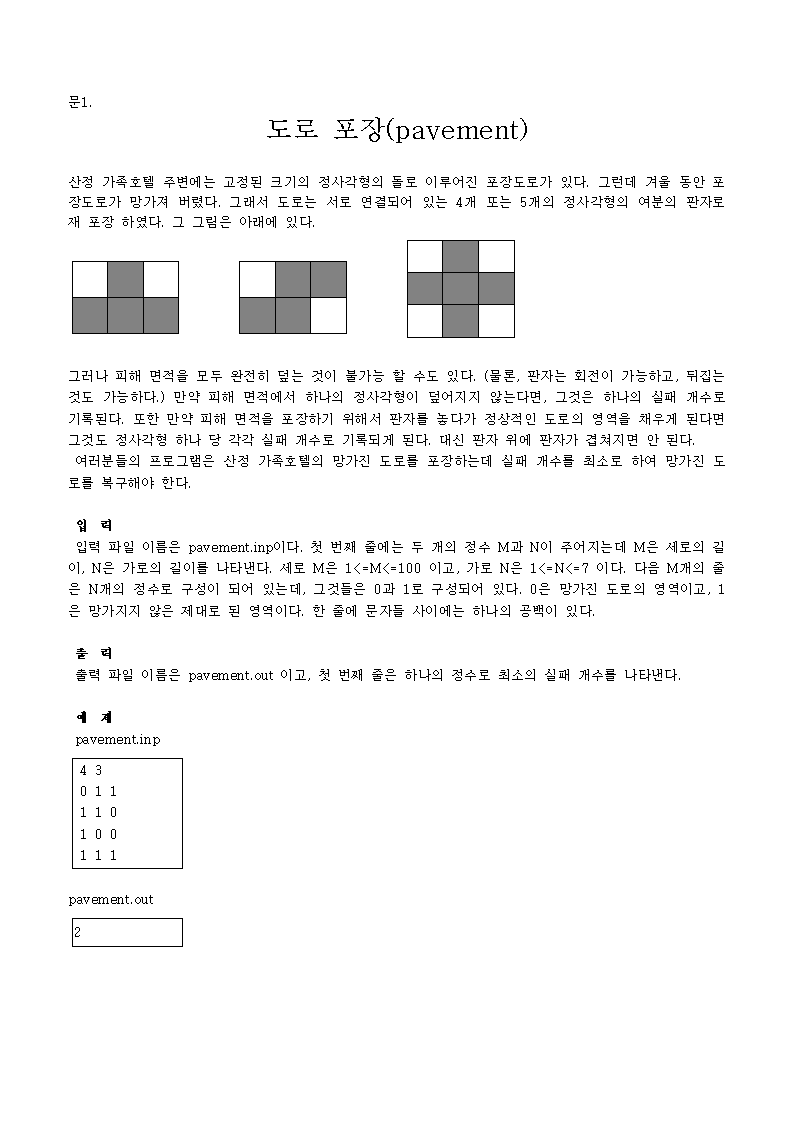 문1.
도로 포장(pavement)
산정 가족호텔 주변에는 고정된 크기의 정사각형의 돌로 이루어진 포장도로가 있다. 그런데 겨울 동안 포
장도로가 망가져 버렸다. 그래서 도로는 서로 연결되어 있는 4개 또는 5개의 정사각형의 여분의 판자로
재 포장 하였다. 그 그림은 아래에 있다.
그러나 피해 면적을 모두 완전히 덮는 것이 불가능 할 수도 있다. (물론, 판자는 회전이 가능하고, 뒤집는
것도 가능하다.) 만약 피해 면적에서 하나의 정사각형이 덮어지지 않는다면, 그것은 하나의 실패 개수로
기록된다. 또한 만약 피해 면적을 포장하기 위해서 판자를 놓다가 정상적인 도로의 영역을 채우게 된다면
그것도 정사각형 하나 당 각각 실패 개수로 기록되게 된다. 대신 판자 위에 판자가 겹쳐지면 안 된다.
여러분들의 프로그램은 산정 가족호텔의 망가진 도로를 포장하는데 실패 개수를 최소로 하여 망가진 도
로를 복구해야 한다.
입 력
입력 파일 이름은 pavement.inp이다. 첫 번째 줄에는 두 개의 정수 M과 N이 주어지는데 M은 세로의 길
이, N은 가로의 길이를 나타낸다. 세로 M은 1<=M<=100 이고, 가로 N은 1<=N<=7 이다. 다음 M개의 줄
은 N개의 정수로 구성이 되어 있는데, 그것들은 0과 1로 구성되어 있다. 0은 망가진 도로의 영역이고, 1
은 망가지지 않은 제대로 된 영역이다. 한 줄에 문자들 사이에는 하나의 공백이 있다.
출 력
출력 파일 이름은 pavement.out 이고, 첫 번째 줄은 하나의 정수로 최소의 실패 개수를 나타낸다.
예 제
pavement.inp
4 3
0 1 1
1 1 0
1 0 0
1 1 1
pavement.out
2